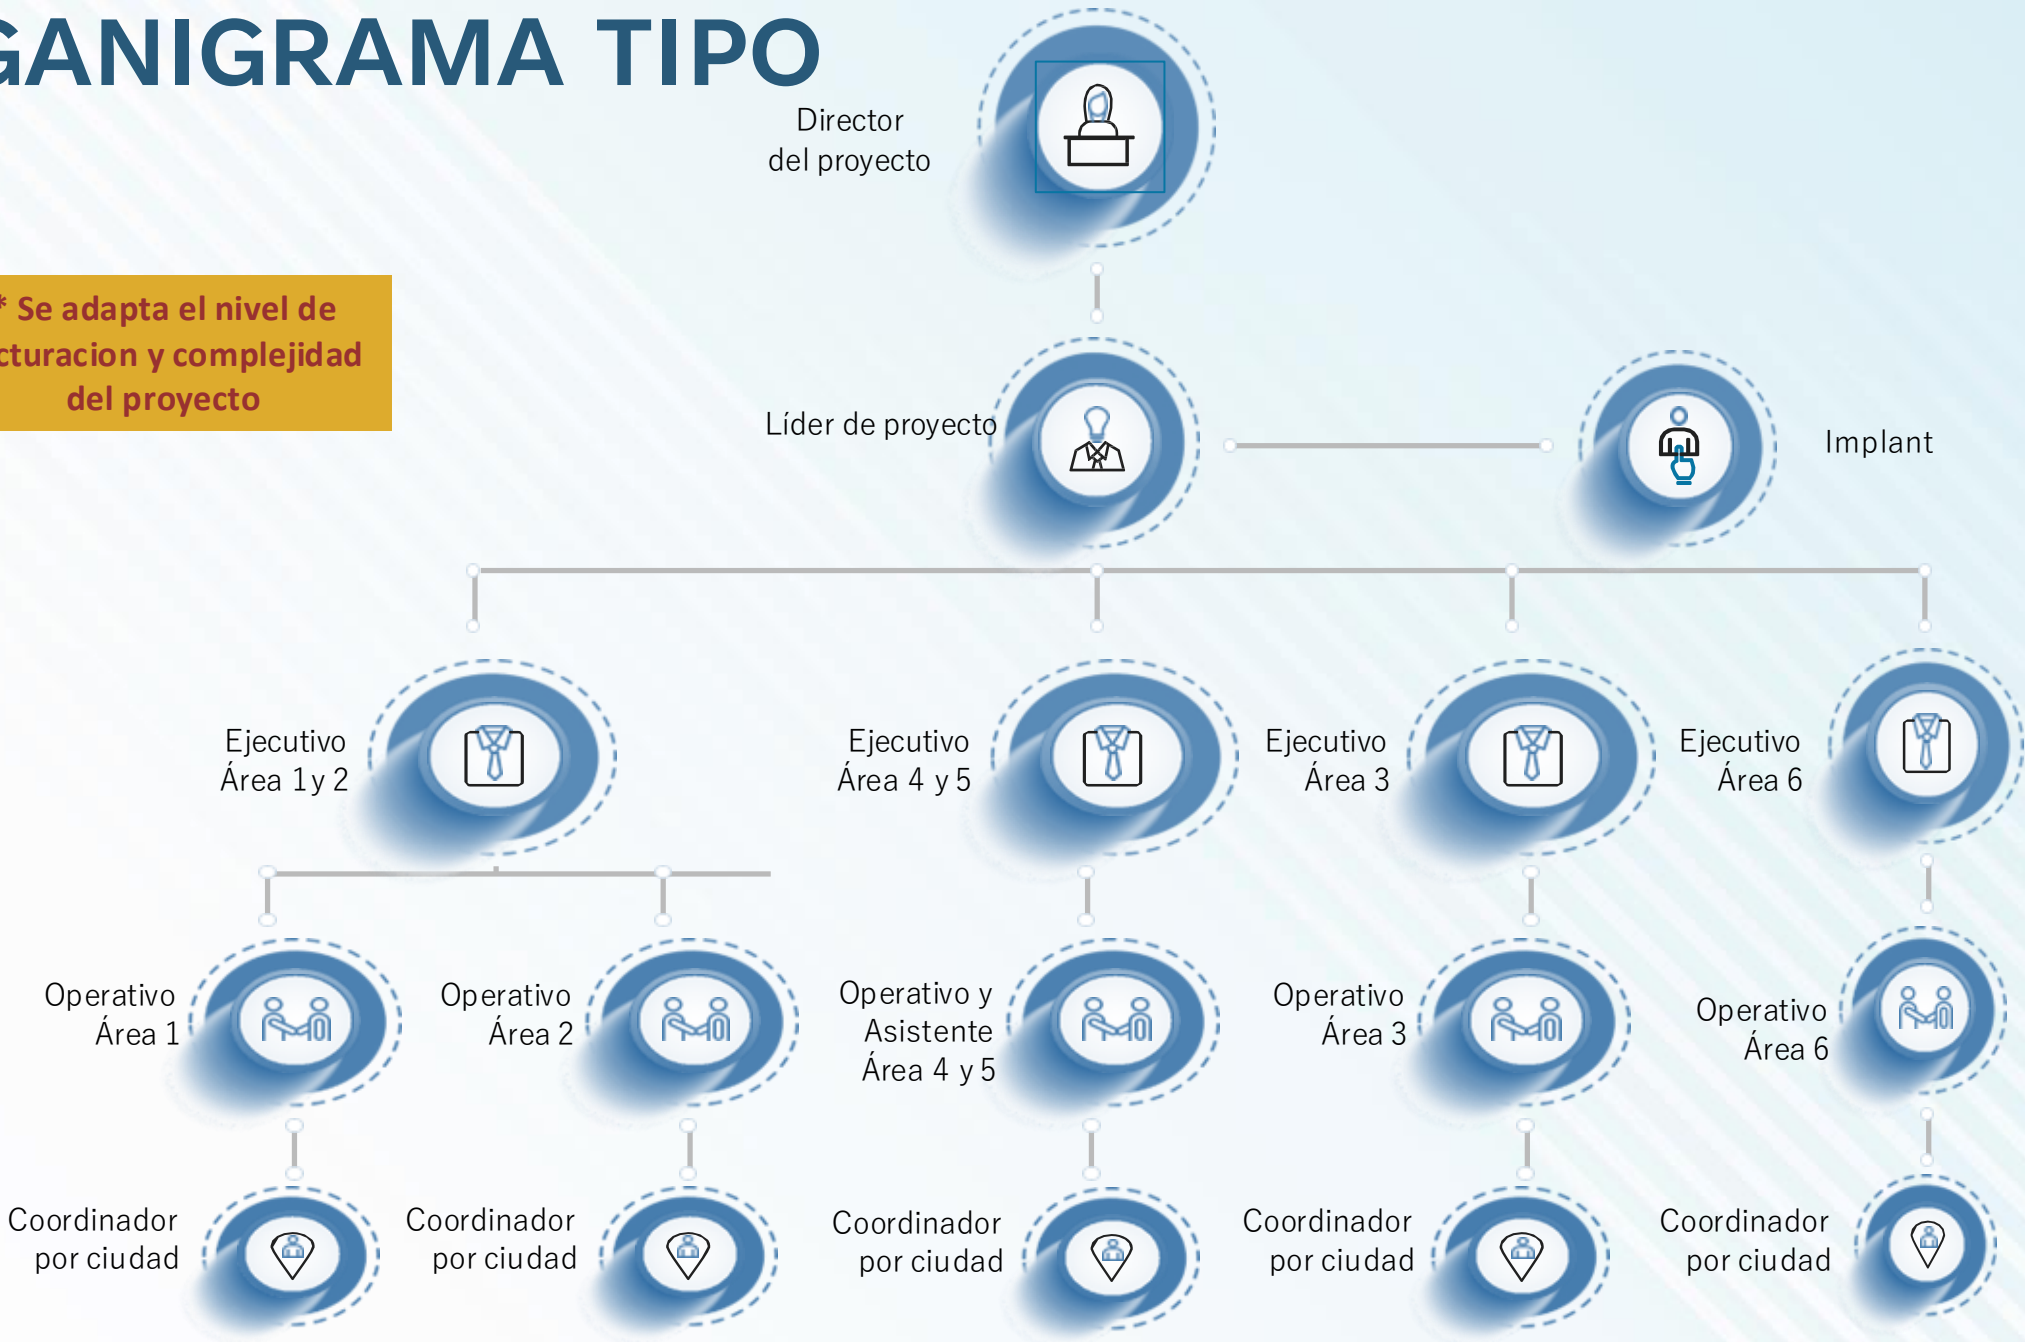 GANIGRAMA TIPO
Director
del proyecto
* Se adapta el nivel de
cturacion y complejidad
del proyecto
Líder de proyecto
Implant
Ejecutivo
Área 1 y 2
Ejecutivo
Área 4 y 5
Ejecutivo
Área 3
Ejecutivo
Área 6
Operativo
Área 1
Operativo
Área 2
Operativo y
Asistente
Área 4 y 5
Operativo
Área 3
Operativo
Área 6
Coordinador
por ciudad
Coordinador
por ciudad
Coordinador
por ciudad
Coordinador
por ciudad
Coordinador
por ciudad